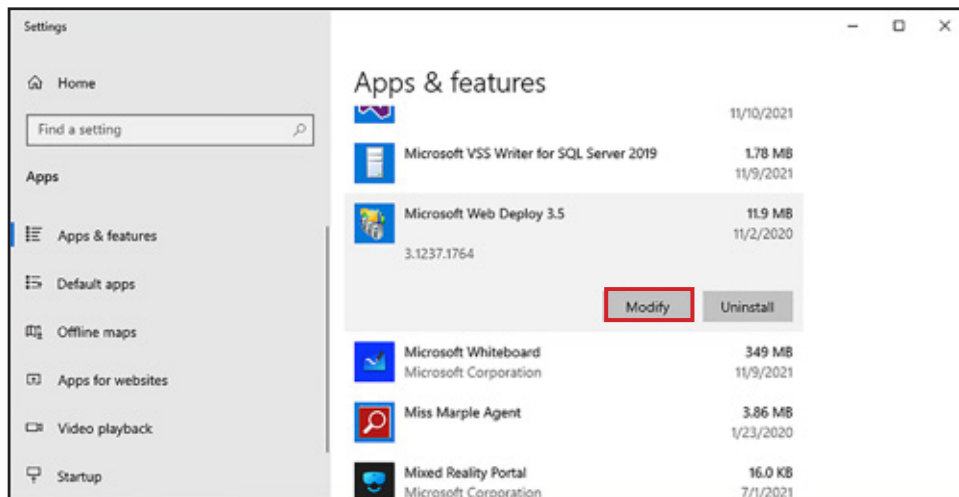 Settings
Home
Find a setting
Apps
Apps & features
Default apps
Offline maps
Apps for websites
Video playback
Startup
Apps & features
11/10/2021
Microsoft VSS Writer for SQL Server 2019 1.78 MB
11/9/2021
Microsoft Web Deploy 3.5 11.9 MB
11/2/2020
3.1237.1764
Modify Uninstall
Microsoft Whiteboard 349 MB
Microsoft Corporation 11/9/2021
Miss Marple Agent 3.86 MB
1/23/2020
Mixed Reality Portal 16.0 KB
Microsoft Corporation 7/1/2021